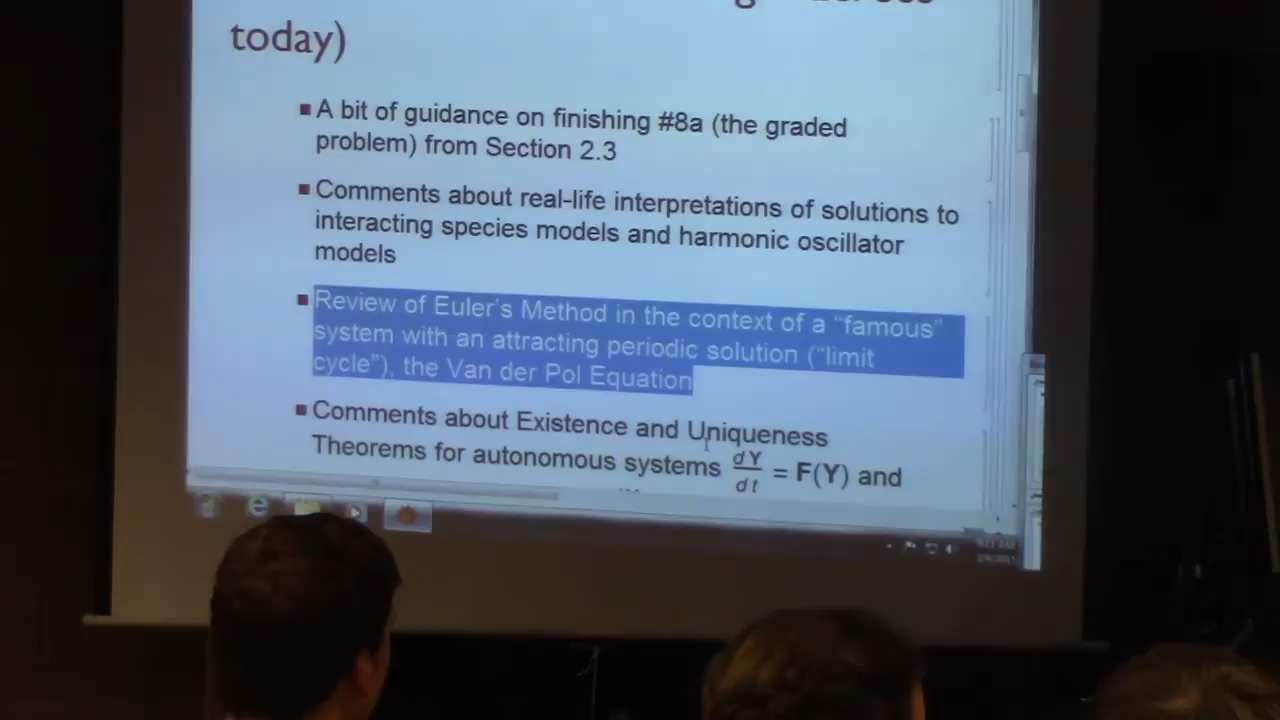 today)
A bit of guidance on finishing #8a (the graded
problem) from Section 2.3
Comments about real-life interpretations of solutions to
interacting species models and harmonic oscillator
models
Review of Euler's Method in the context of a “famous”
system with an attracting periodic solution (“limit
cycle”), the Van der Pol Equation
Comments about Existence and Uniqueness
Theorems for autonomous systems dY/dt = F(Y) and